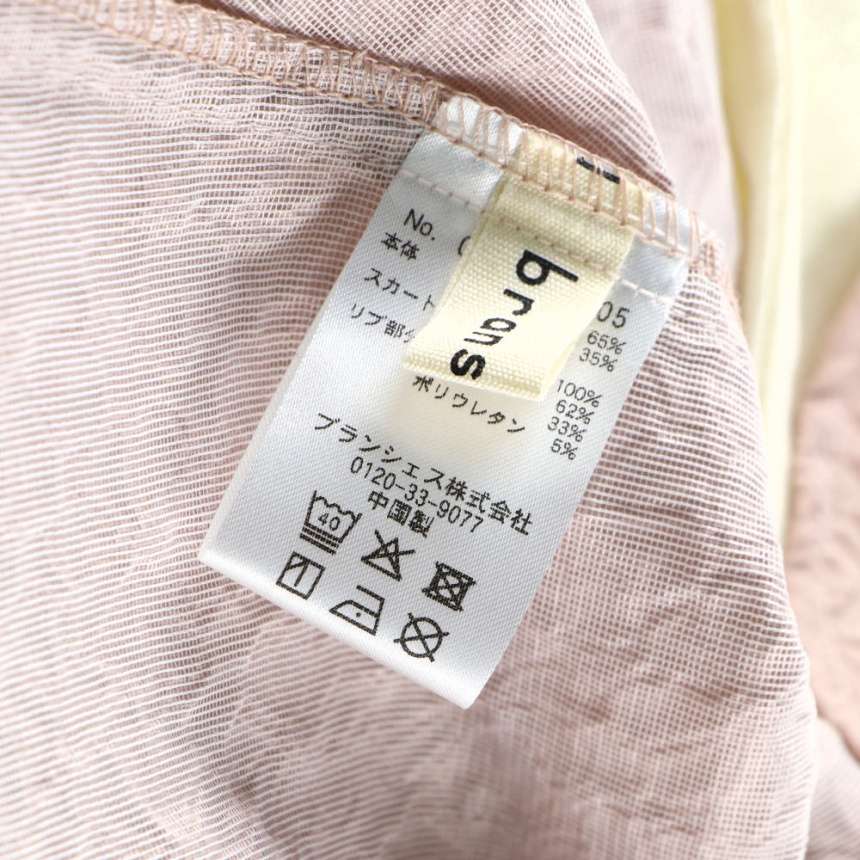 No.
05
本体
65%
35%
スカート
100%
リブ部分
62%
33%
ポリウレタン 5%
ブランシェス株式会社
0120-33-9077
中国製
40
brans